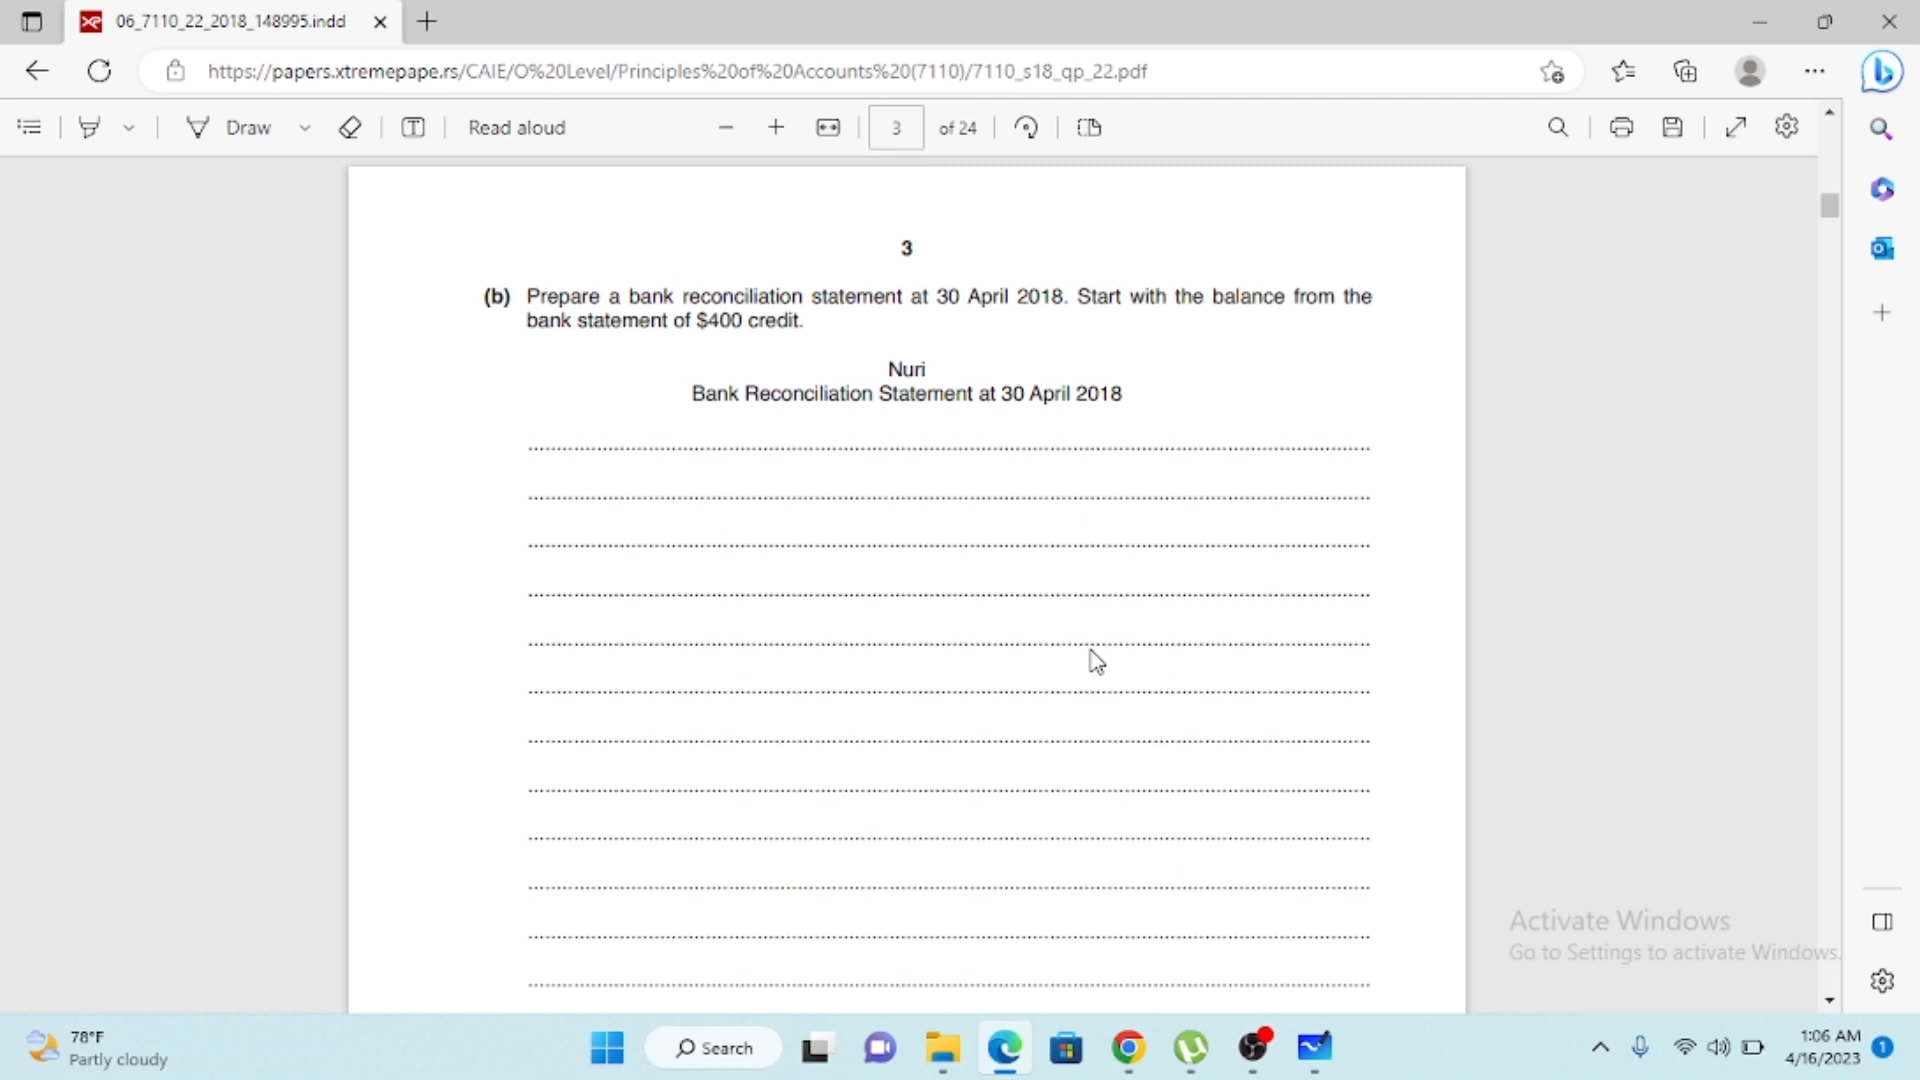 06_7110_22_2018_148995.indd
https://papers.xtremepape.rs/CAIE/O%20Level/Principles%20of%20Accounts%20(7110)/7110_s18_qp_22.pdf
Draw
Read aloud
3 of 24
3
(b) Prepare a bank reconciliation statement at 30 April 2018. Start with the balance from the
bank statement of $400 credit.
Nuri
Bank Reconciliation Statement at 30 April 2018
Activate Windows
Go to Settings to activate Windows.
78°F
Partly cloudy
Search
1:06 AM
4/16/2023
1